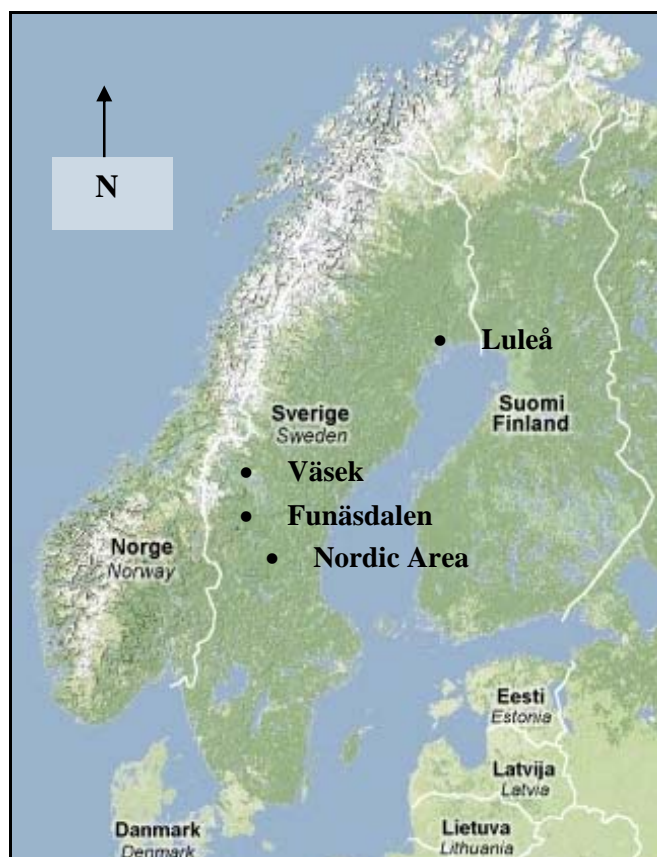 N
• Luleå
Sverige
Sweden
Suomi
Finland
• Väsek
• Funäsdalen
Norge
Norway
• Nordic Area
Eesti
Estonia
Latvija
Latvia
Danmark
Denmark
Lietuva
Lithuania